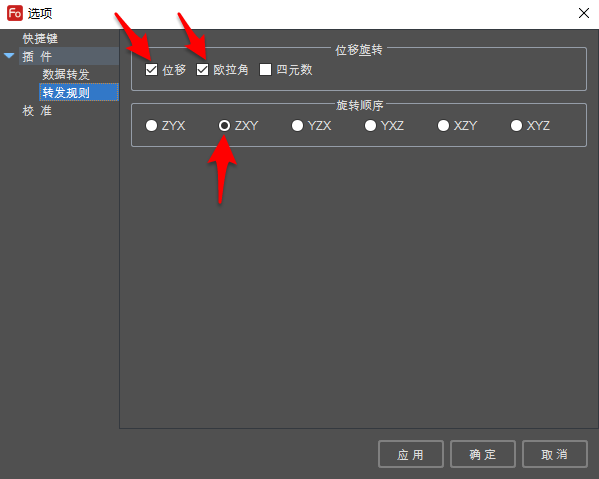 Fo 选项
快捷键
插 件
数据转发
转发规则
校 准
位移旋转
位移 欧拉角 四元数
旋转顺序
ZYX ZXY YZX YXZ XZY XYZ
应 用 确 定 取 消